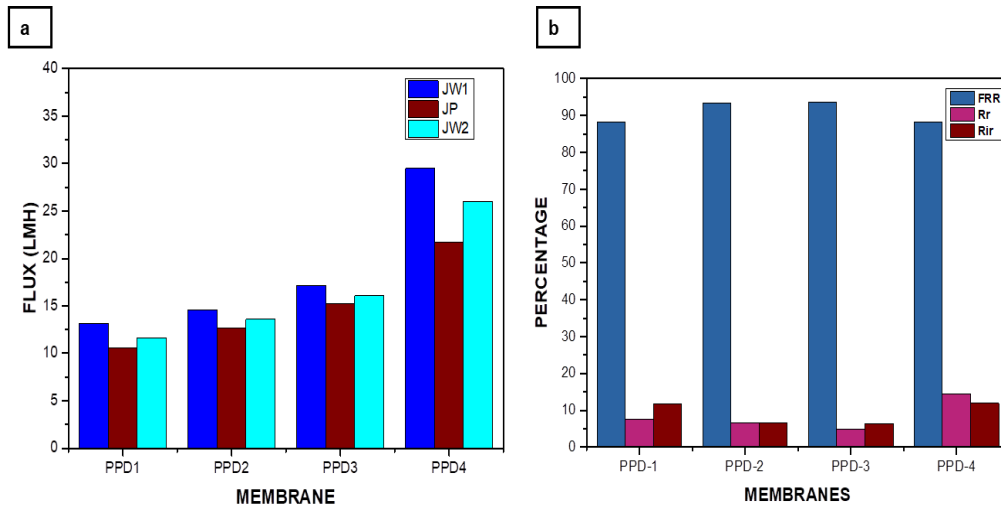 a
40
35
30
25
20
15
10
5
0
FLUX (LMH)
JW1
JP
JW2
PPD1 PPD2 PPD3 PPD4
MEMBRANE
b
100
90
80
70
60
50
40
30
20
10
0
PERCENTAGE
FRR
Rr
Rir
PPD-1 PPD-2 PPD-3 PPD-4
MEMBRANES